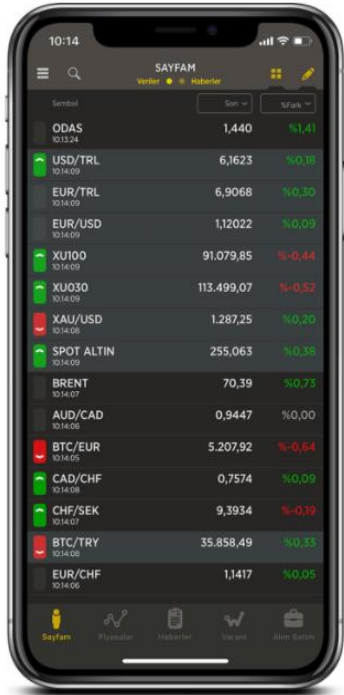 10:14
SAYFAM
Veriler Haberler
Sembol Son %Fark
ODAS 1,440 %1,41
10:13:24
USD/TRL 6,1623 %0,18
10:14:09
EUR/TRL 6,9068 %0,30
10:14:09
EUR/USD 1,12022 %0,09
10:14:09
XU100 91.079,85 %-0,44
10:14:09
XU030 113.499,07 %-0,52
10:14:09
XAU/USD 1.287,25 %0,20
10:14:08
SPOT ALTIN 255,063 %0,38
10:14:09
BRENT 70,39 %0,73
10:14:07
AUD/CAD 0,9447 %0,00
10:14:06
BTC/EUR 5.207,92 %-0,64
10:14:05
CAD/CHF 0,7574 %0,09
10:14:08
CHF/SEK 9,3934 %-0,19
10:14:07
BTC/TRY 35.858,49 %0,33
10:14:08
EUR/CHF 1,1417 %0,05
10:14:06
Sayfam Piyasalar Haberler Varant Alım Satım